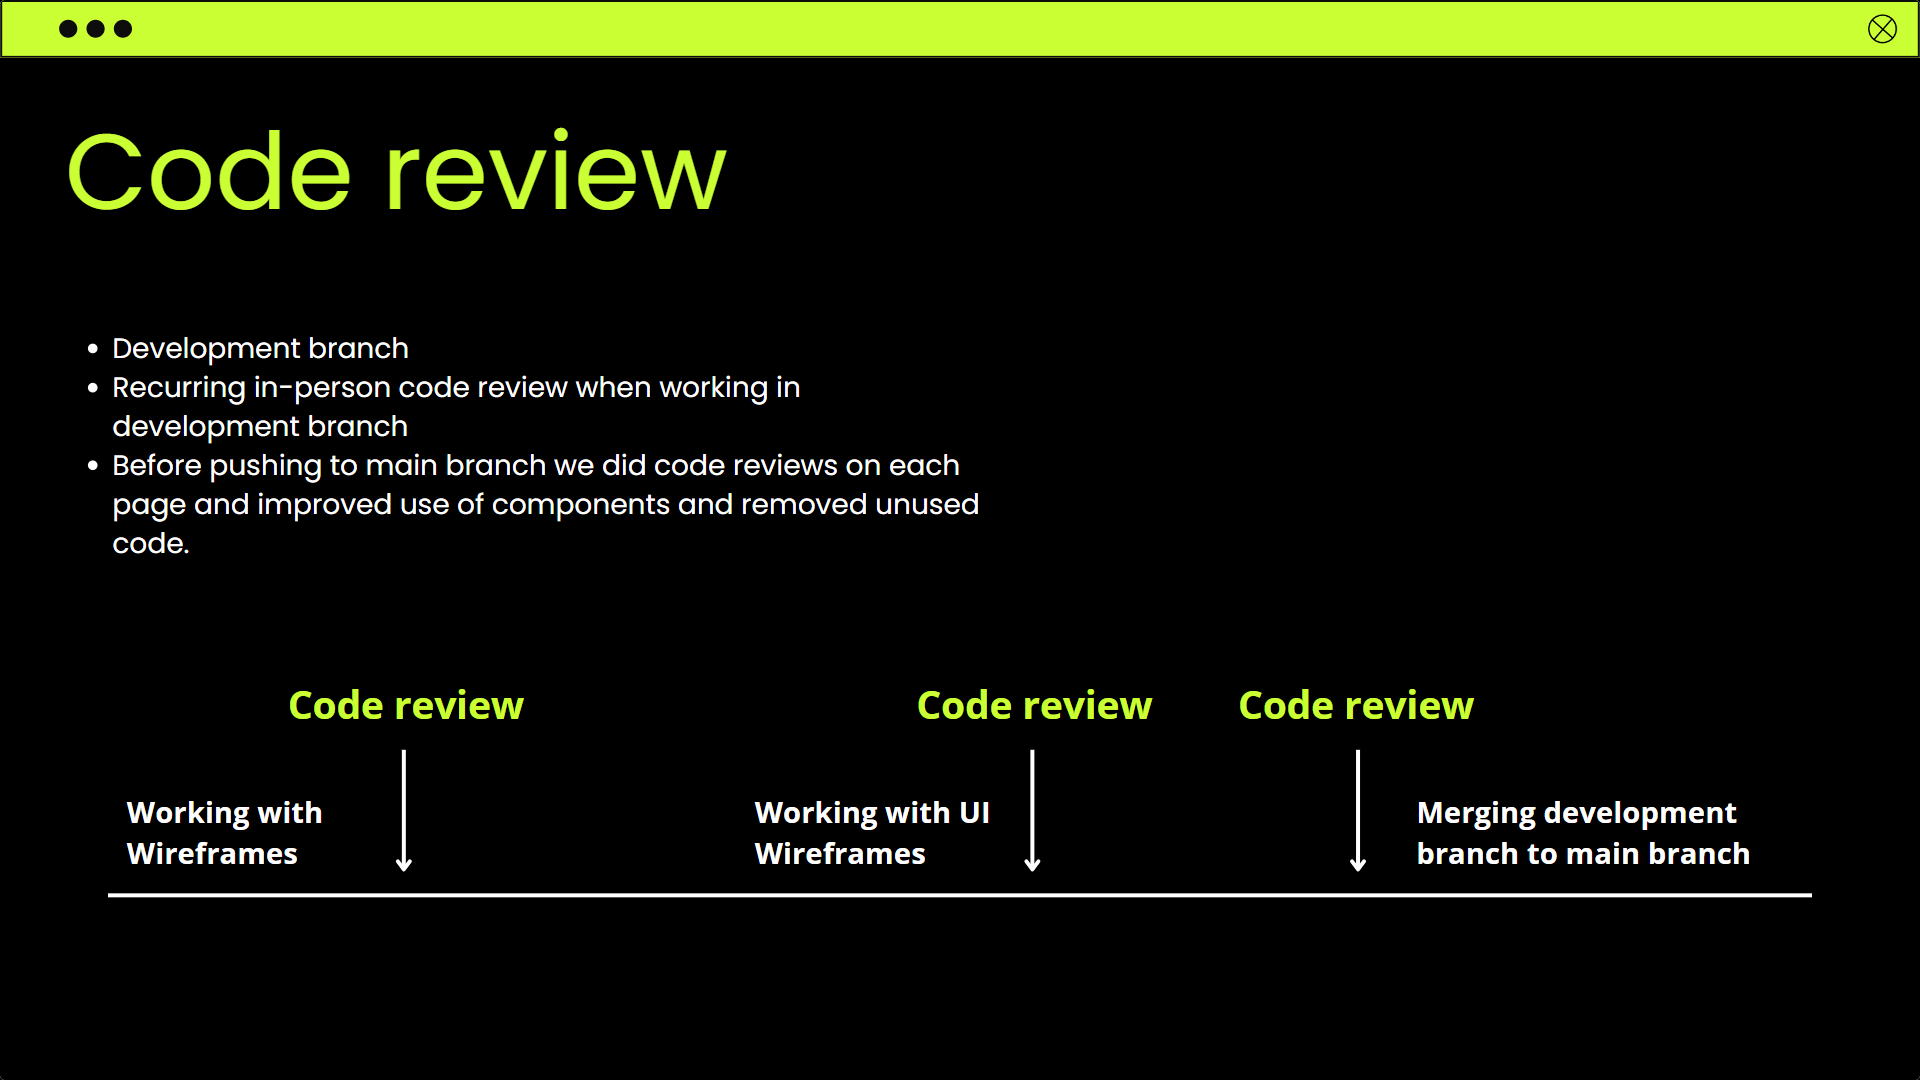 Code review
• Development branch
• Recurring in-person code review when working in
development branch
• Before pushing to main branch we did code reviews on each
page and improved use of components and removed unused
code.
Code review
Code review
Code review
Working with
Wireframes
Working with UI
Wireframes
Merging development
branch to main branch